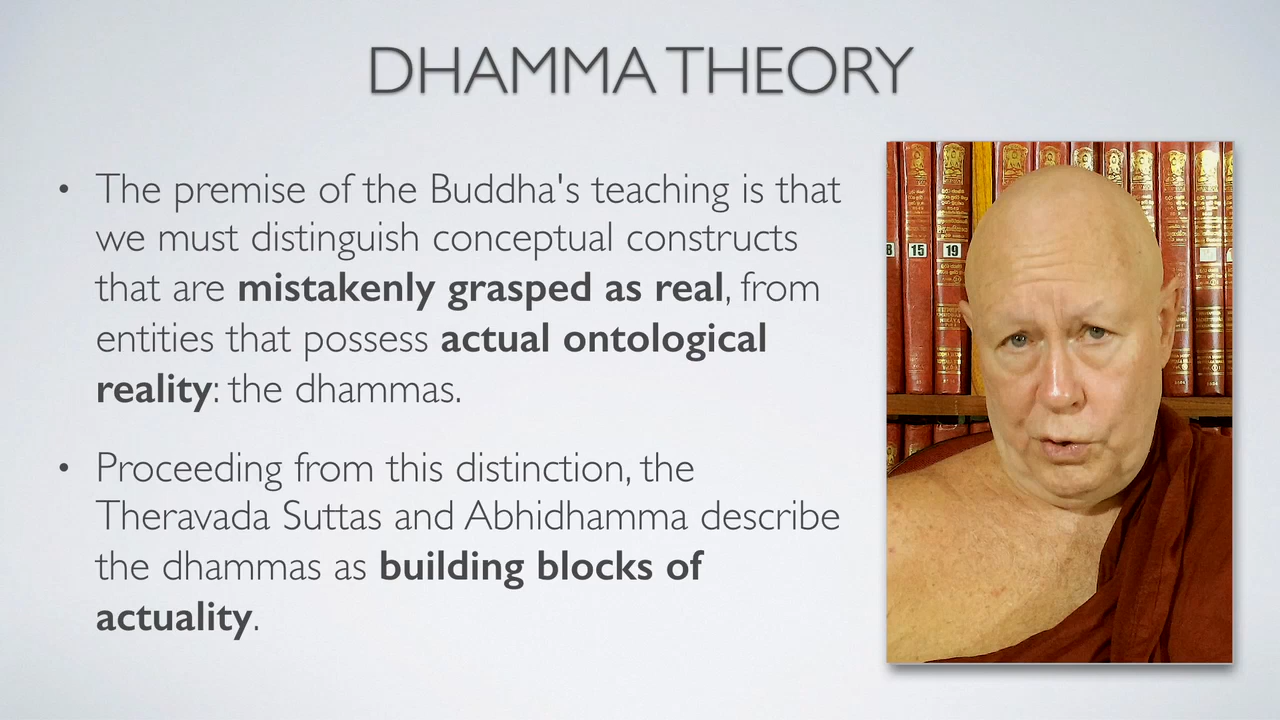 DHAMMA THEORY
• The premise of the Buddha's teaching is that
we must distinguish conceptual constructs
that are mistakenly grasped as real, from
entities that possess actual ontological
reality: the dhammas.
• Proceeding from this distinction, the
Theravada Suttas and Abhidhamma describe
the dhammas as building blocks of
actuality.
15
19